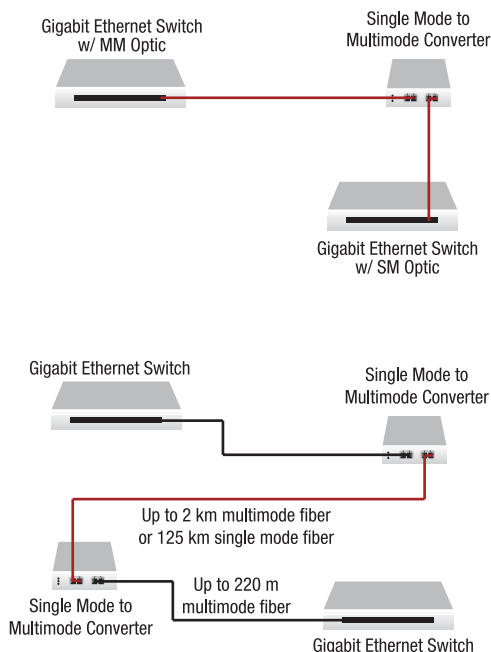 Gigabit Ethernet Switch
w/ MM Optic
Single Mode to
Multimode Converter
Gigabit Ethernet Switch
w/ SM Optic
Gigabit Ethernet Switch
Single Mode to
Multimode Converter
Up to 2 km multimode fiber
or 125 km single mode fiber
Single Mode to
Multimode Converter
Up to 220 m
multimode fiber
Gigabit Ethernet Switch